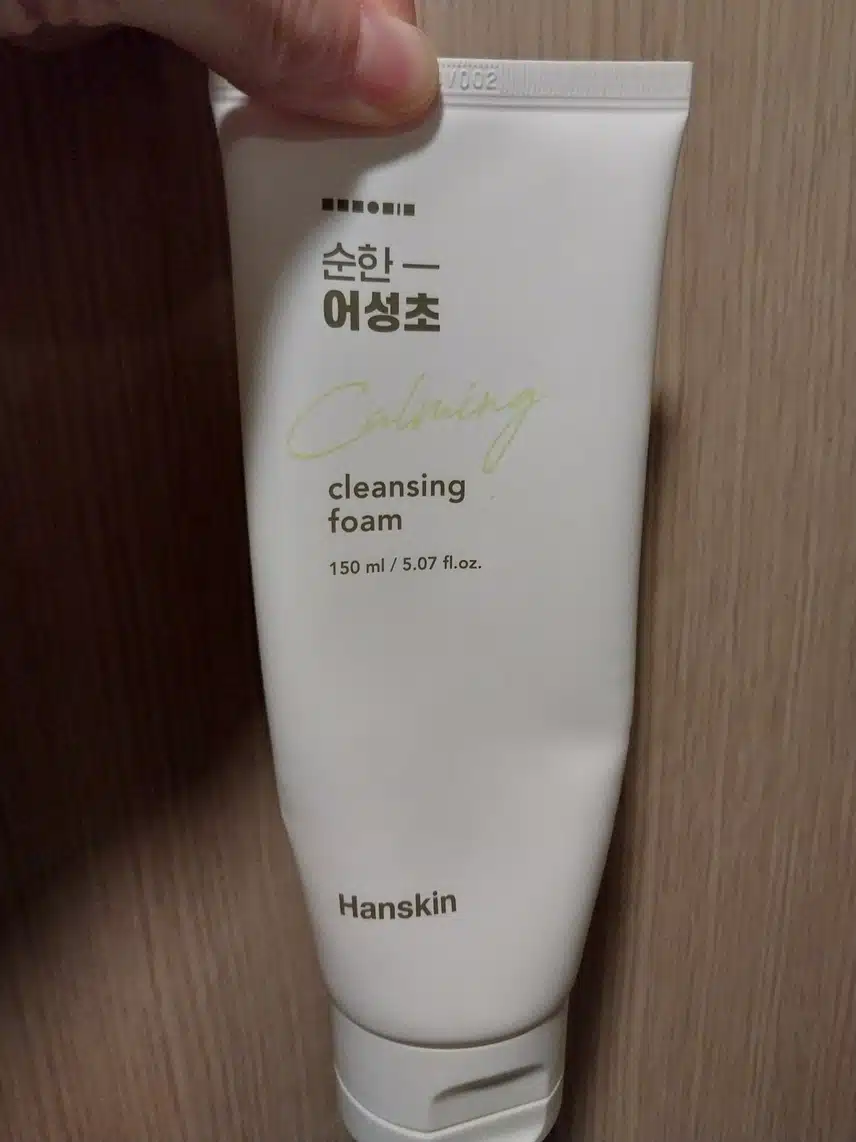 순한 —
어성초
Calming
cleansing
foam
150 ml / 5.07 fl.oz.
Hanskin